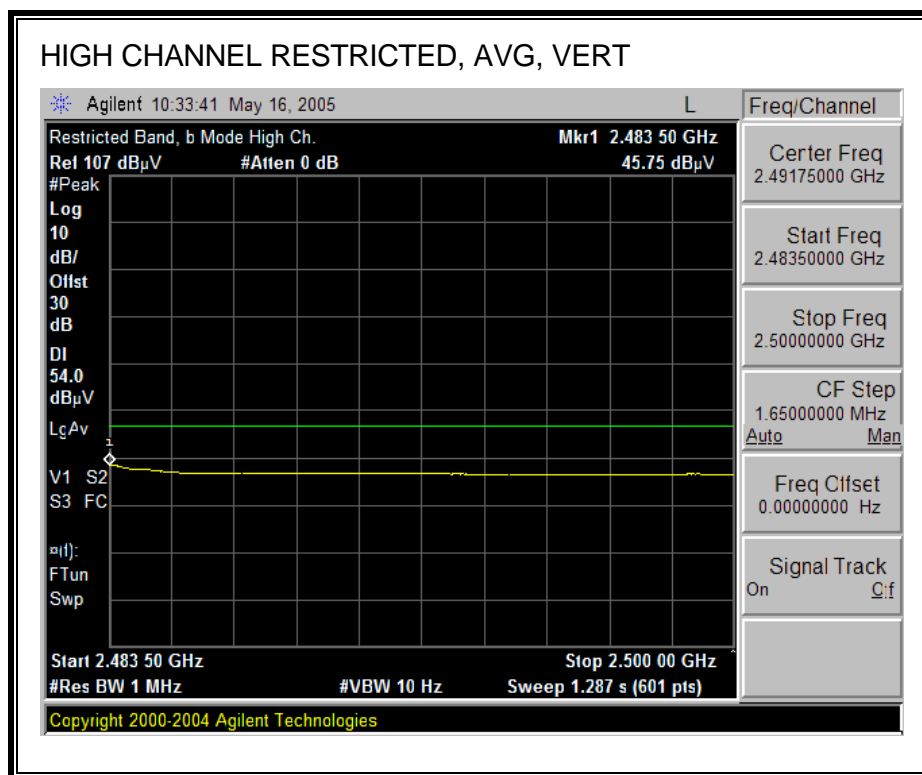 HIGH CHANNEL RESTRICTED, AVG, VERT
Agilent 10:33:41 May 16, 2005 L
Freq/Channel
Restricted Band, b Mode High Ch. Mkr1 2.483 50 GHz
Ref 107 dBµV #Atten 0 dB 45.75 dBµV
#Peak
Log
10
dB/
Offst
30
dB
DI
54.0
dBµV
LgAv
1
V1 S2
S3 FC
¤(f):
FTun
Swp
Start 2.483 50 GHz Stop 2.500 00 GHz
#Res BW 1 MHz #VBW 10 Hz Sweep 1.287 s (601 pts)
Copyright 2000-2004 Agilent Technologies
Center Freq
2.49175000 GHz
Start Freq
2.48350000 GHz
Stop Freq
2.50000000 GHz
CF Step
1.65000000 MHz
Auto Man
Freq Offset
0.00000000 Hz
Signal Track
On Off